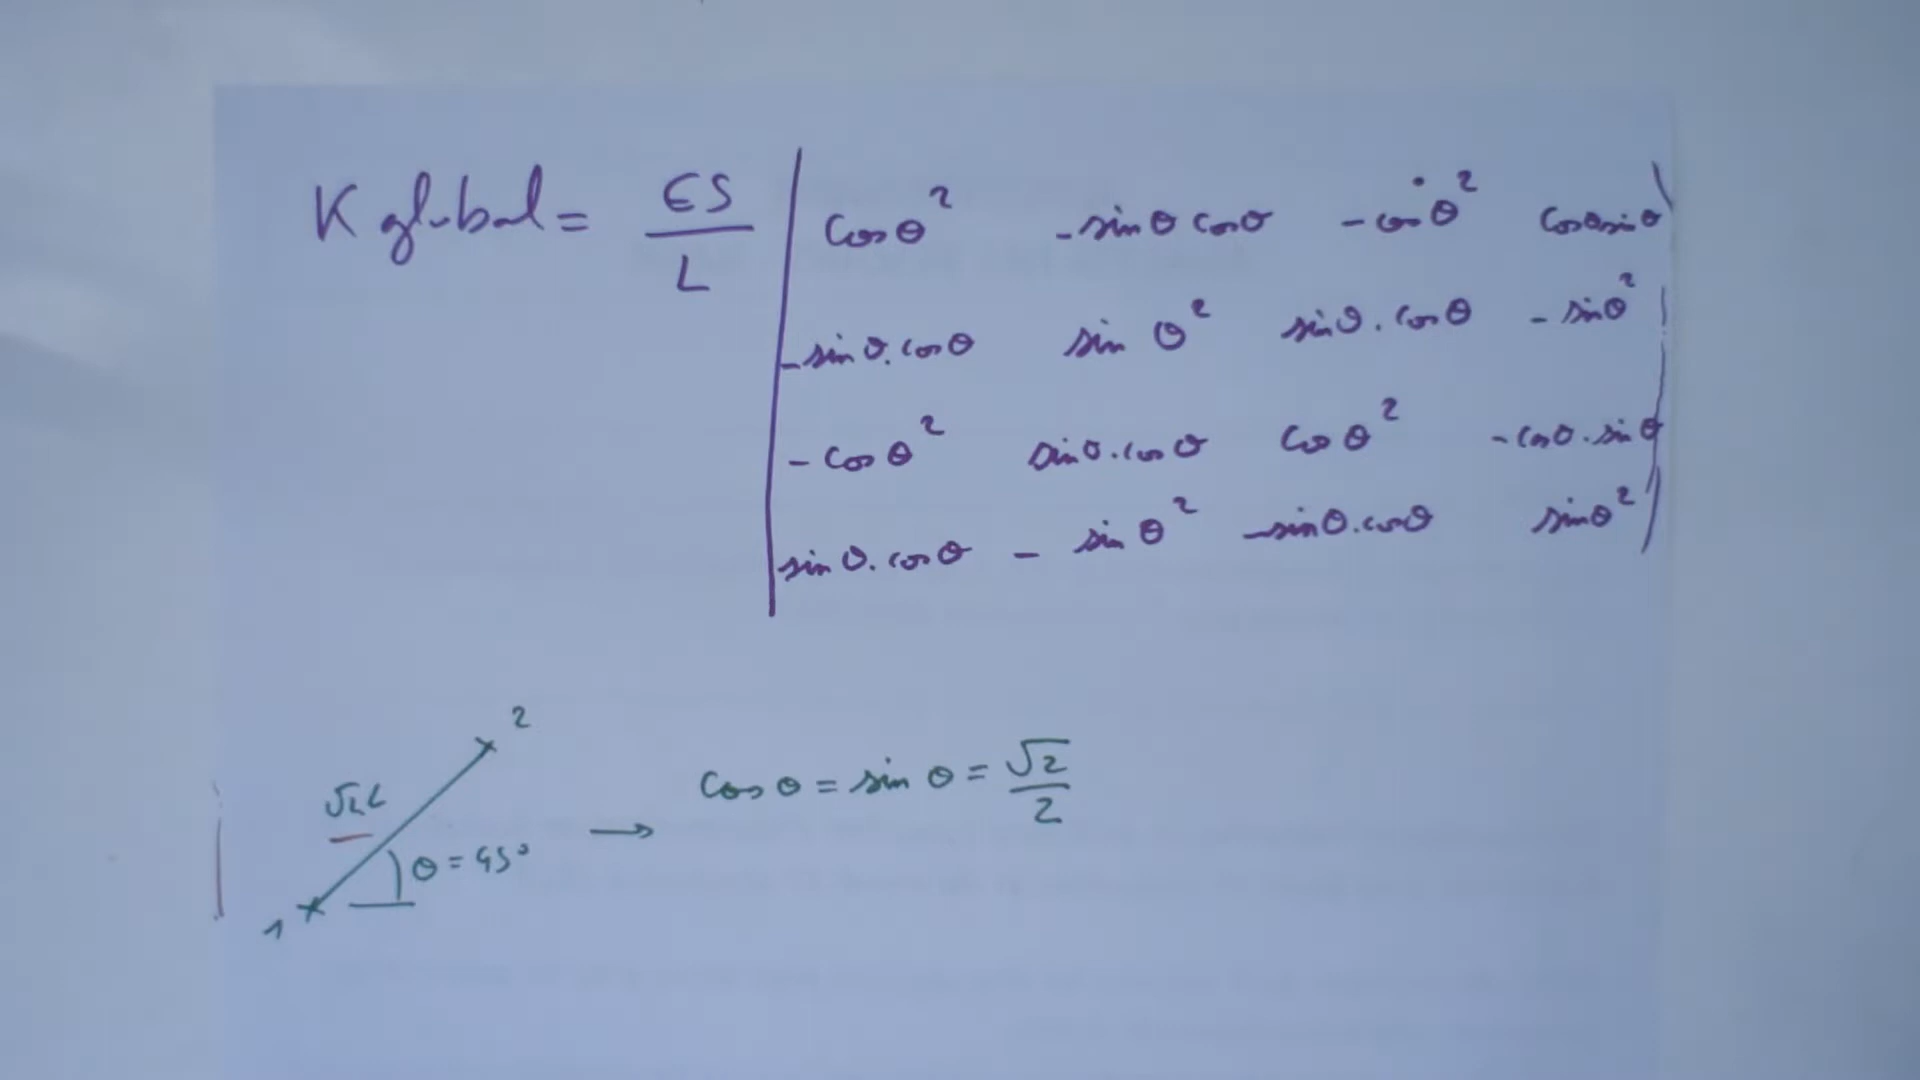 K global = ES/L | cos θ² -sin θ cos θ -cos θ² cos θ sin θ |
-sin θ. cos θ sin θ² sin θ. cos θ - sin θ²
- cos θ² sin θ. cos θ cos θ² - cos θ. sin θ
sin θ. cos θ - sin θ² -sin θ. cos θ sin θ²
2
√2L
cos θ = sin θ = √2/2
θ = 45°
→
1